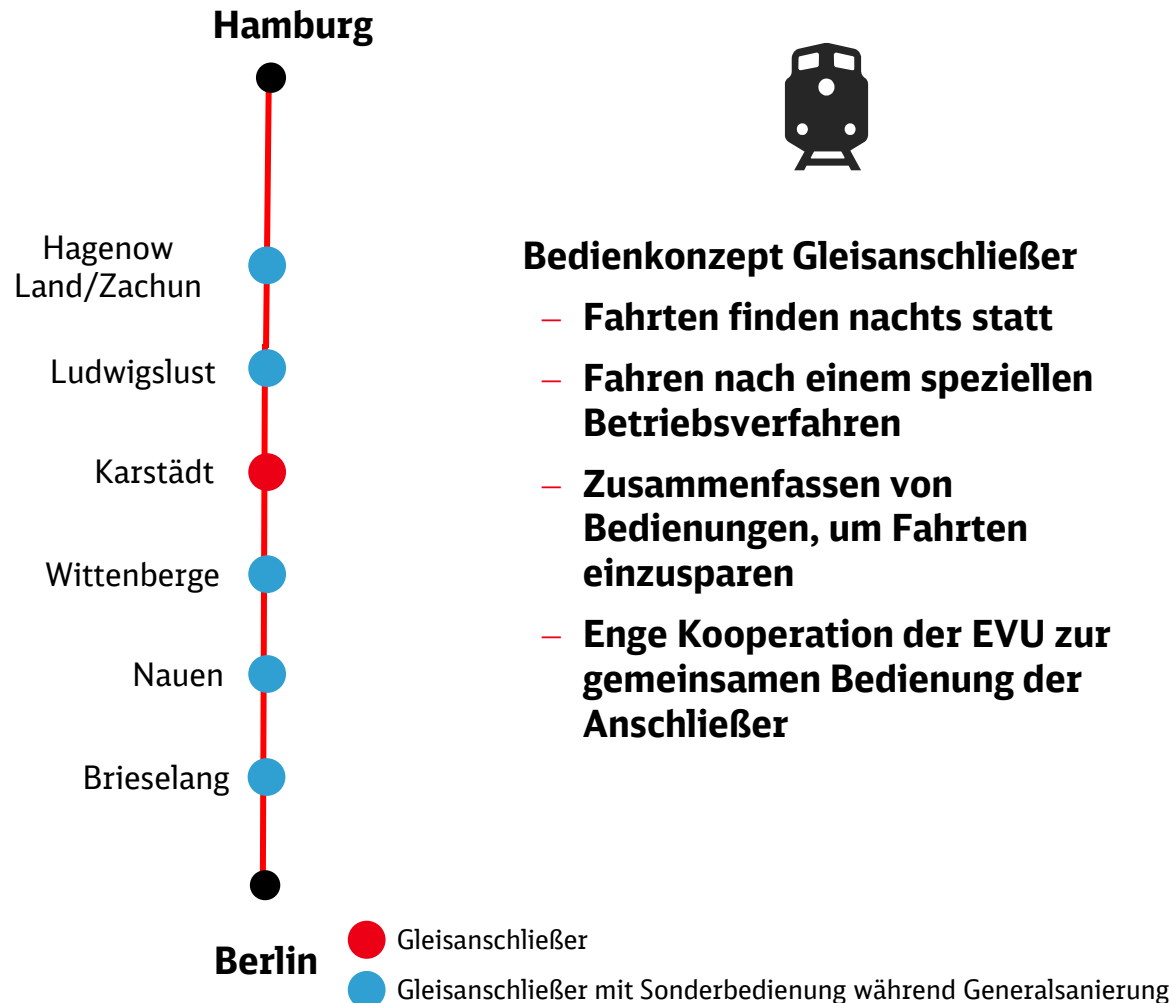 Hamburg
Hagenow
Land/Zachun
Ludwigslust
Karstädt
Wittenberge
Nauen
Brieselang
Berlin
Bedienkonzept Gleisanschließer
– Fahrten finden nachts statt
– Fahren nach einem speziellen
Betriebsverfahren
– Zusammenfassen von
Bedienungen, um Fahrten
einzusparen
– Enge Kooperation der EVU zur
gemeinsamen Bedienung der
Anschließer
Gleisanschließer
Gleisanschließer mit Sonderbedienung während Generalsanierung